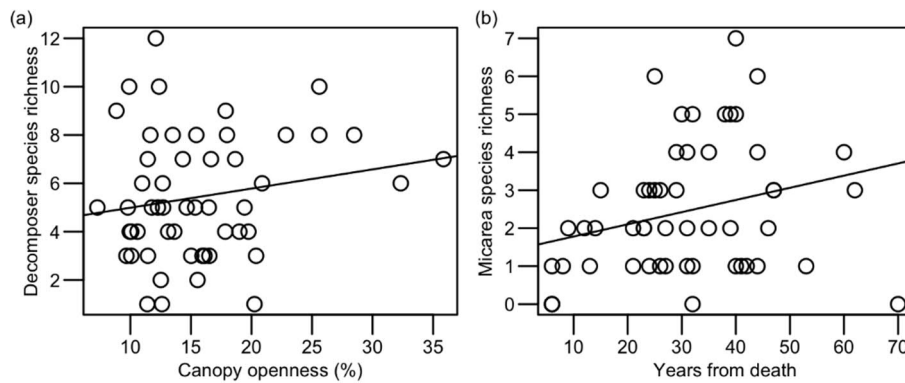 (a)
Decomposer species richness
12
10
8
6
4
2
10 15 20 25 30 35
Canopy openness (%)
(b)
Micarea species richness
7
6
5
4
3
2
1
0
10 20 30 40 50 60 70
Years from death